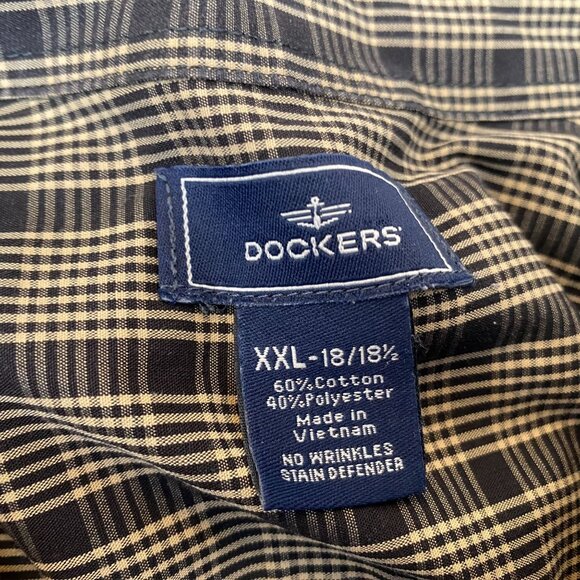 DOCKERS
XXL-18/18½
60%Cotton
40%Polyester
Made in
Vietnam
NO WRINKLES
STAIN DEFENDER